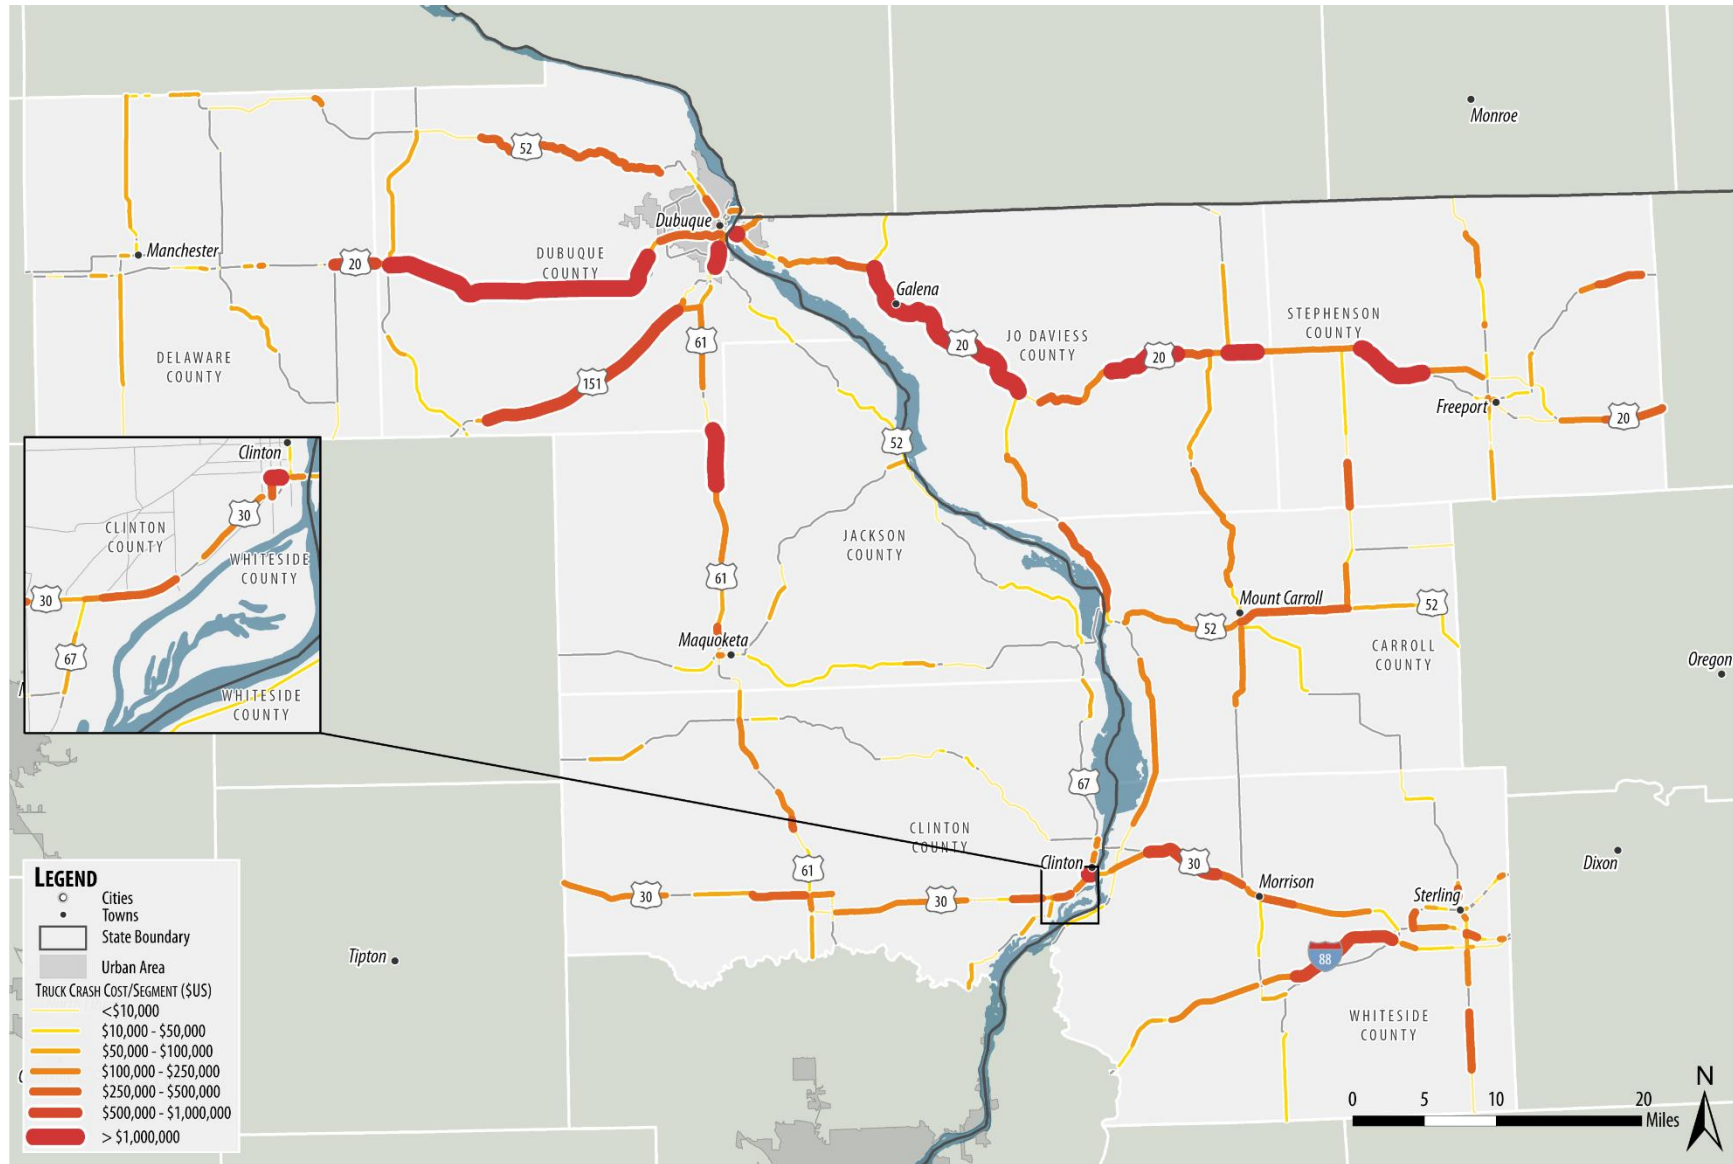 Monroe
52
Dubuque
Manchester
20
DUBUQUE
COUNTY
Galena
STEPHENSON
COUNTY
JO DAVIESS
COUNTY
20
20
61
DELAWARE
COUNTY
151
Freeport
20
52
Clinton
30
CLINTON
COUNTY
WHITESIDE
COUNTY
30
67
WHITESIDE
COUNTY
JACKSON
COUNTY
61
Mount Carroll
52
52
Maquoketa
CARROLL
COUNTY
Oregon
67
CLINTON
COUNTY
Clinton
30
61
30
30
Morrison
Sterling
Dixon
Tipton
88
WHITESIDE
COUNTY
LEGEND
Cities
Towns
State Boundary
Urban Area
TRUCK CRASH COST/SEGMENT ($US)
<$10,000
$10,000 - $50,000
$50,000 - $100,000
$100,000 - $250,000
$250,000 - $500,000
$500,000 - $1,000,000
> $1,000,000
N
0 5 10 20
Miles